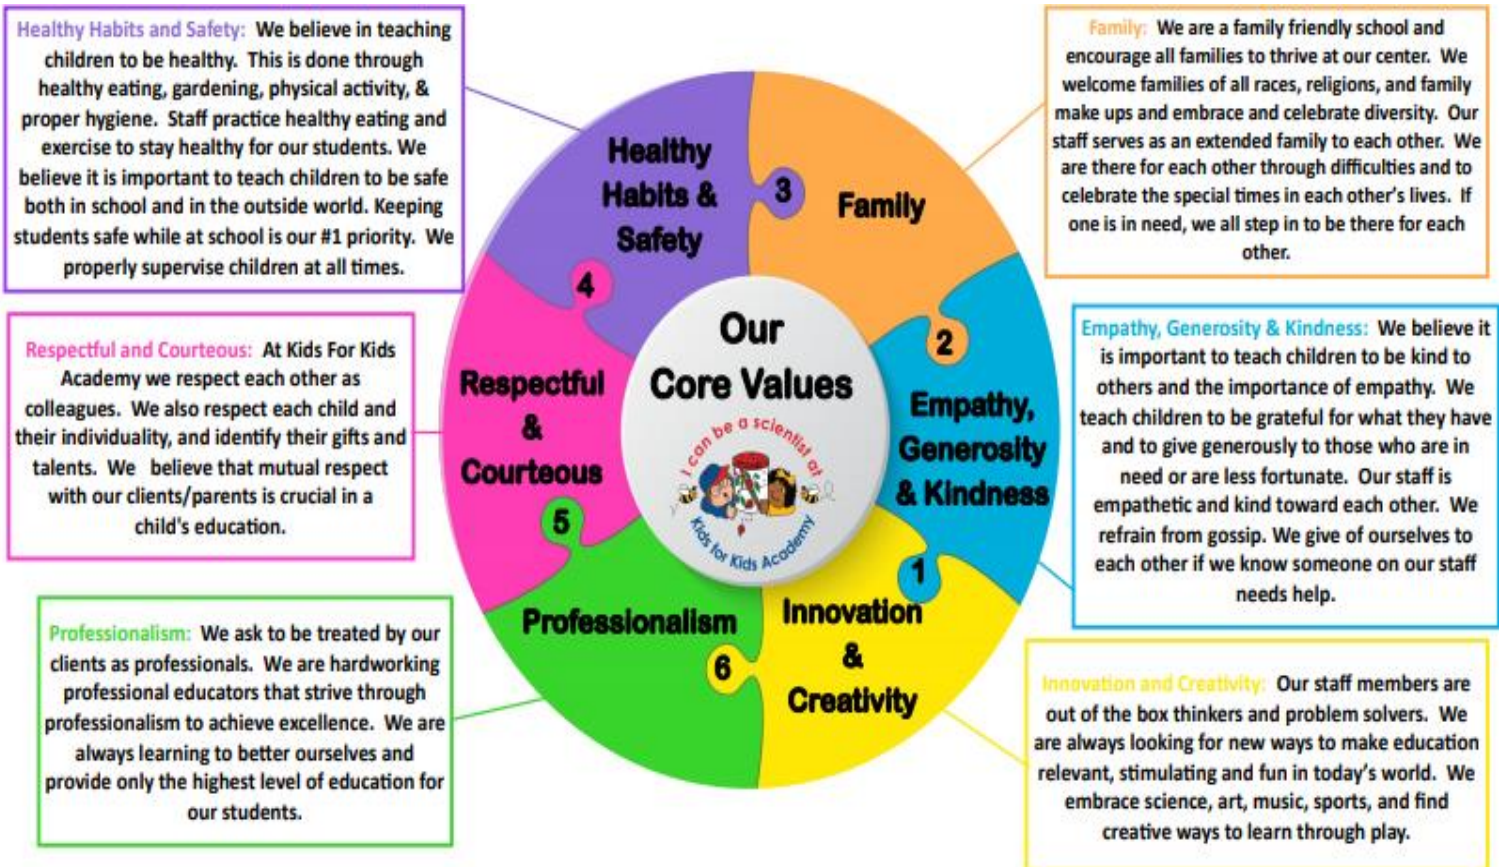 Healthy Habits and Safety: We believe in teaching
children to be healthy. This is done through
healthy eating, gardening, physical activity, &
proper hygiene. Staff practice healthy eating and
exercise to stay healthy for our students. We
believe it is important to teach children to be safe
both in school and in the outside world. Keeping
students safe while at school is our #1 priority. We
properly supervise children at all times.
Respectful and Courteous: At Kids For Kids
Academy we respect each other as
colleagues. We also respect each child and
their individuality, and identify their gifts and
talents. We believe that mutual respect
with our clients/parents is crucial in a
child's education.
Professionalism: We ask to be treated by our
clients as professionals. We are hardworking
professional educators that strive through
professionalism to achieve excellence. We are
always learning to better ourselves and
provide only the highest level of education for
our students.
Healthy
Habits &
Safety
3
Family
4
2
Our
Core Values
I can be a scientist at
Kids for Kids Academy
Respectful
&
Courteous
Empathy,
Generosity
& Kindness
5
1
Professionalism
6
Innovation
&
Creativity
Family: We are a family friendly school and
encourage all families to thrive at our center. We
welcome families of all races, religions, and family
make ups and embrace and celebrate diversity. Our
staff serves as an extended family to each other. We
are there for each other through difficulties and to
celebrate the special times in each other's lives. If
one is in need, we all step in to be there for each
other.
Empathy, Generosity & Kindness: We believe it
is important to teach children to be kind to
others and the importance of empathy. We
teach children to be grateful for what they have
and to give generously to those who are in
need or are less fortunate. Our staff is
empathetic and kind toward each other. We
refrain from gossip. We give of ourselves to
each other if we know someone on our staff
needs help.
Innovation and Creativity: Our staff members are
out of the box thinkers and problem solvers. We
are always looking for new ways to make education
relevant, stimulating and fun in today's world. We
embrace science, art, music, sports, and find
creative ways to learn through play.